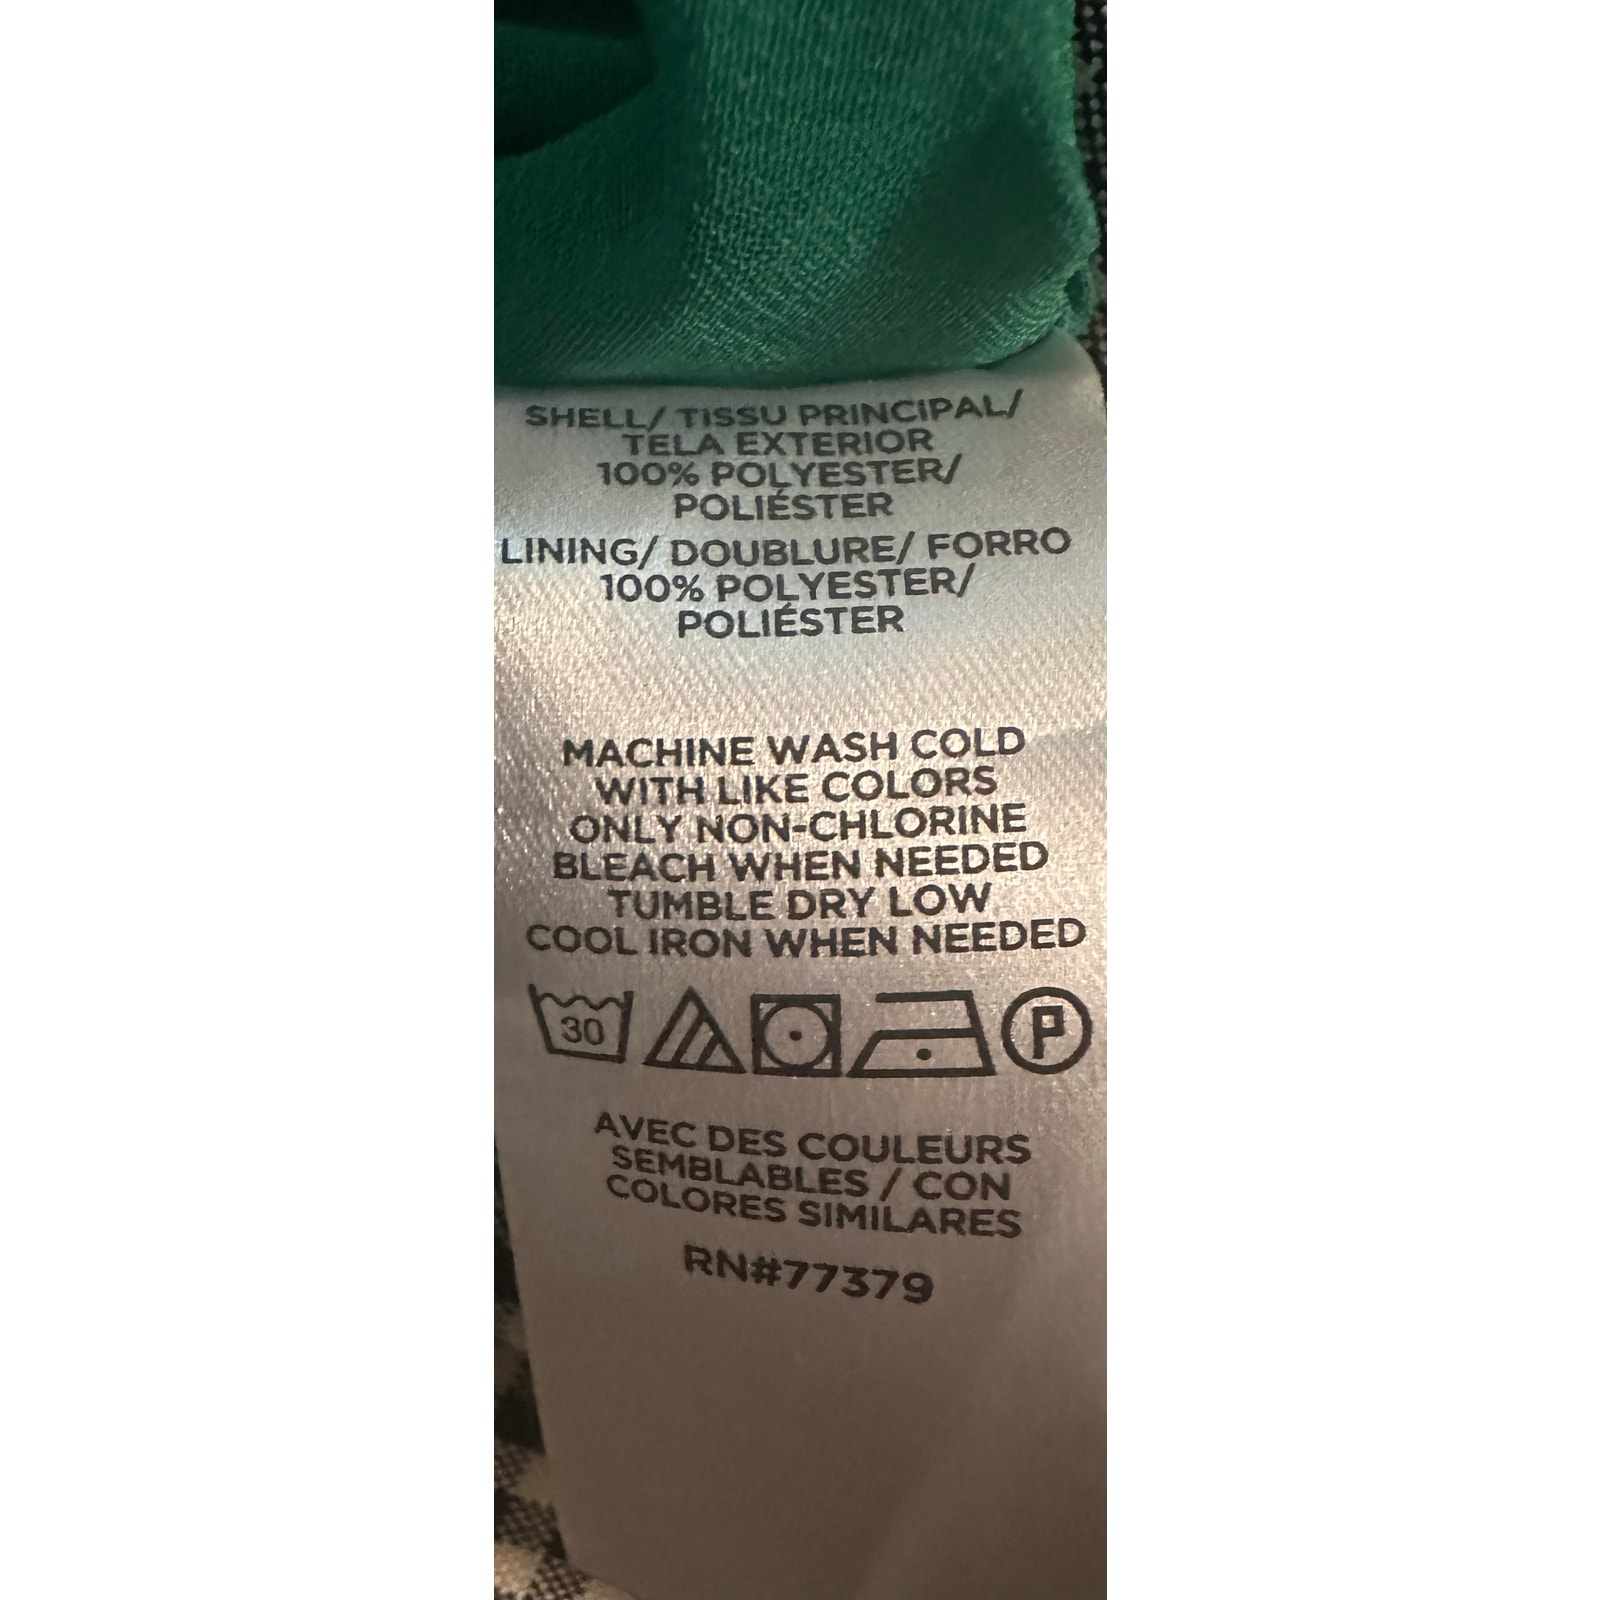 SHELL/ TISSU PRINCIPAL/
TELA EXTERIOR
100% POLYESTER/
POLIÉSTER
LINING/ DOUBLURE/ FORRO
100% POLYESTER/
POLIÉSTER
MACHINE WASH COLD
WITH LIKE COLORS
ONLY NON-CHLORINE
BLEACH WHEN NEEDED
TUMBLE DRY LOW
COOL IRON WHEN NEEDED
30 P
AVEC DES COULEURS
SEMBLABLES / CON
COLORES SIMILARES
RN#77379